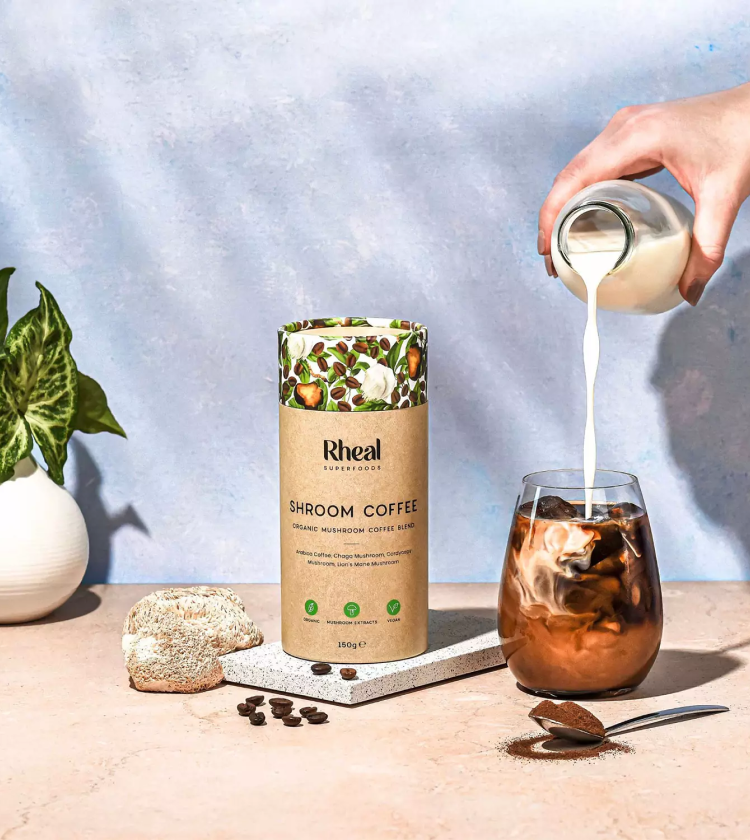 Rheal
SUPERFOODS
SHROOM COFFEE
ORGANIC MUSHROOM COFFEE BLEND
Arabica Coffee, Chaga Mushroom, Cordyceps
Mushroom, Lion's Mane Mushroom
ORGANIC MUSHROOM EXTRACTS VEGAN
150g ℮